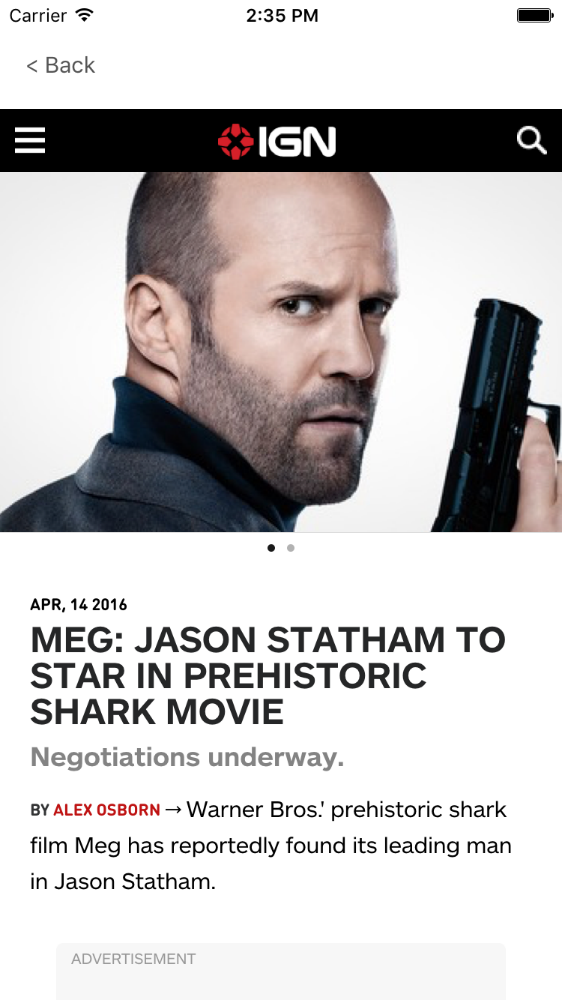 Carrier 2:35 PM
< Back
IGN
APR, 14 2016
MEG: JASON STATHAM TO
STAR IN PREHISTORIC
SHARK MOVIE
Negotiations underway.
BY ALEX OSBORN → Warner Bros.' prehistoric shark
film Meg has reportedly found its leading man
in Jason Statham.
ADVERTISEMENT